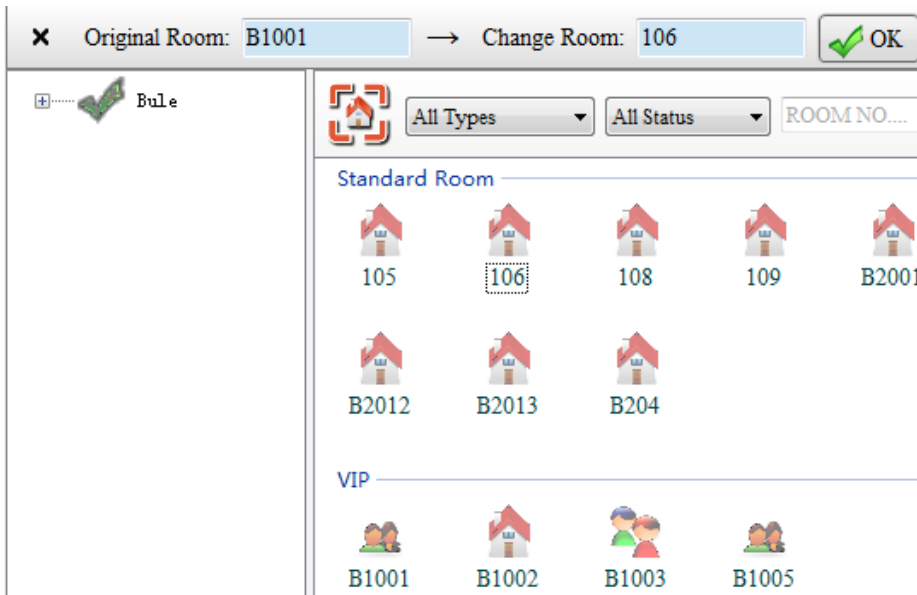 Original Room: B1001 → Change Room: 106 OK
Bule
All Types All Status ROOM NO....
Standard Room
105 106 108 109 B2001
B2012 B2013 B204
VIP
B1001 B1002 B1003 B1005